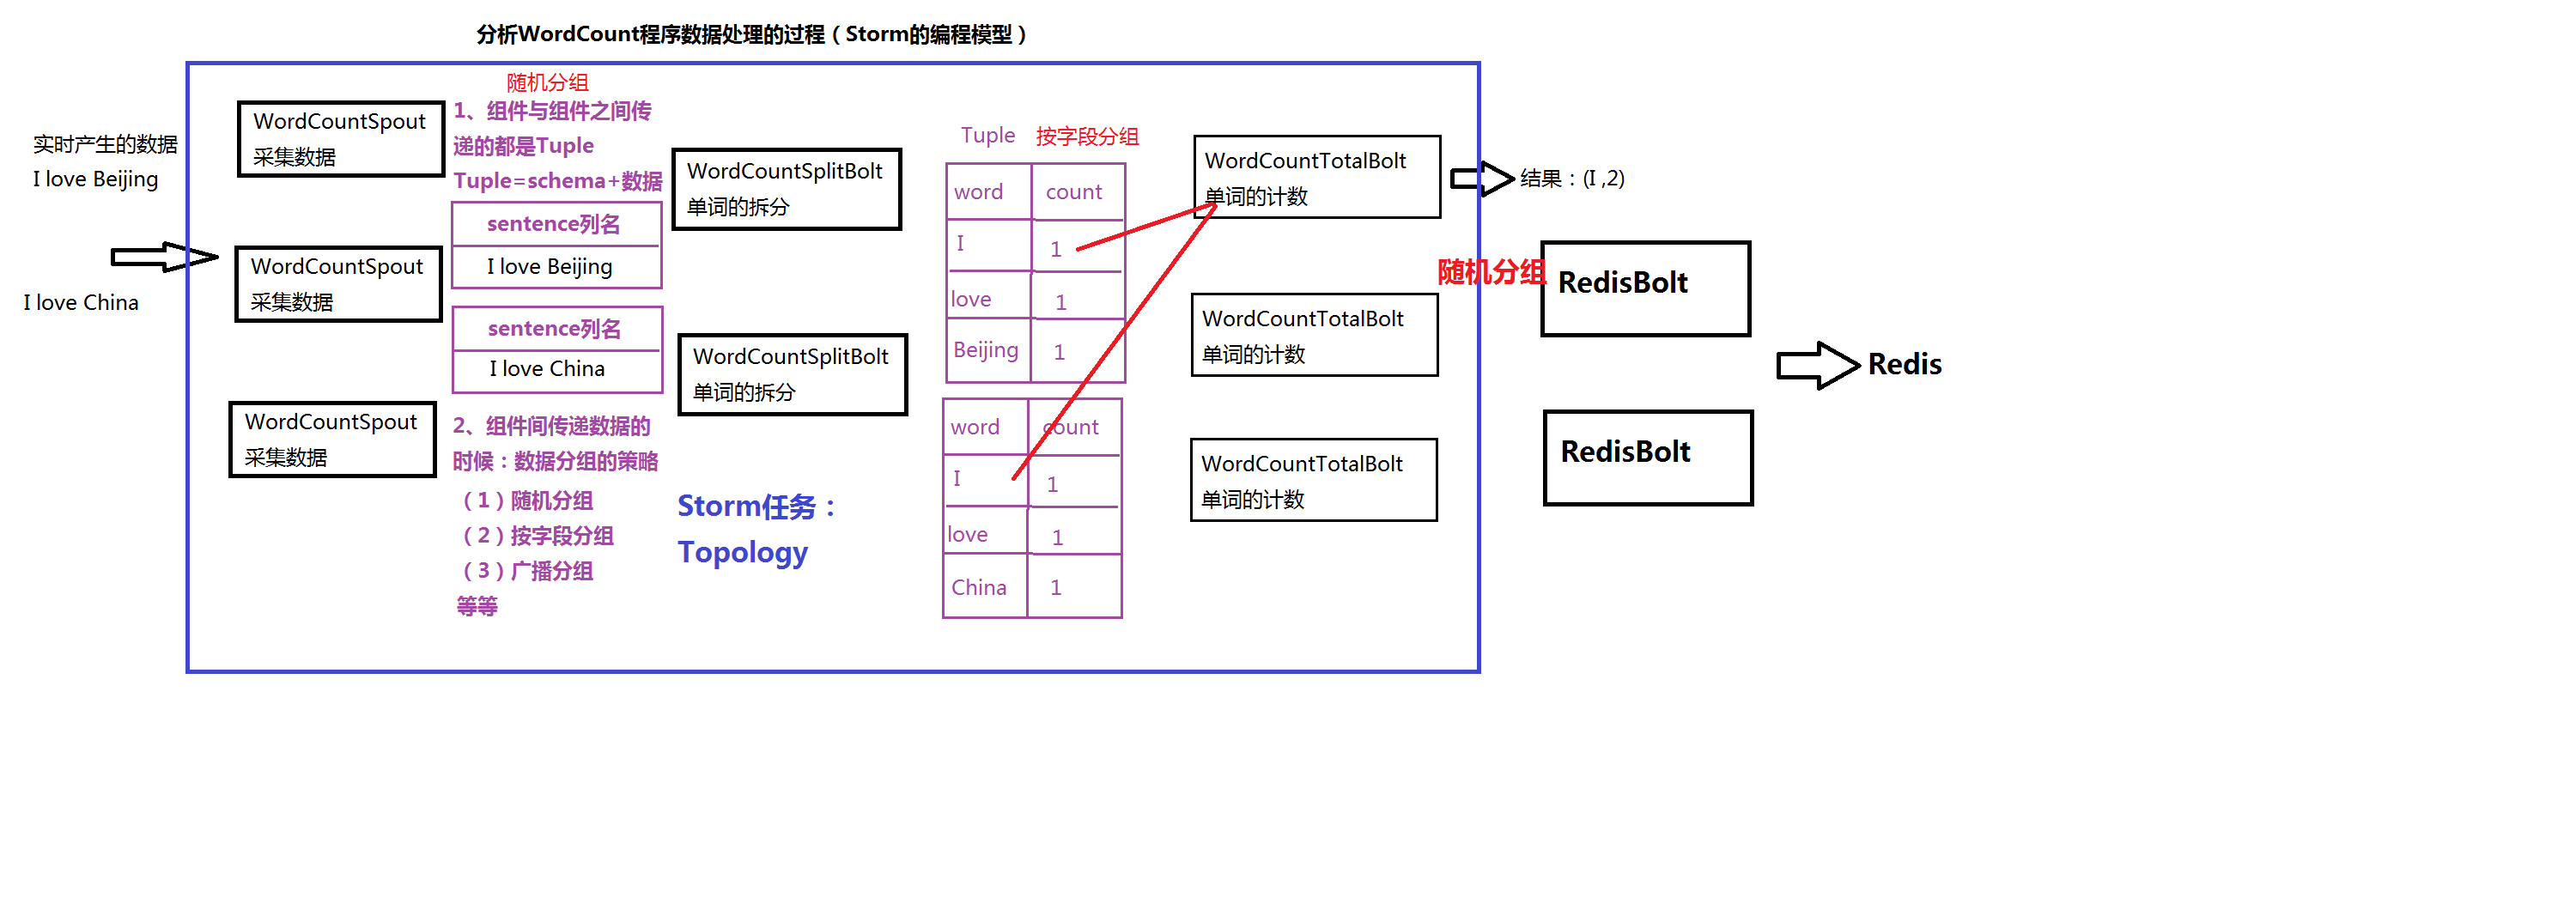 分析WordCount程序数据处理的过程（Storm的编程模型）
实时产生的数据
I love Beijing
I love China
WordCountSpout
采集数据
WordCountSpout
采集数据
WordCountSpout
采集数据
随机分组
1、组件与组件之间传
递的都是Tuple
Tuple=schema+数据
sentence列名
I love Beijing
sentence列名
I love China
2、组件间传递数据的
时候：数据分组的策略
（1）随机分组
（2）按字段分组
（3）广播分组
等等
WordCountSplitBolt
单词的拆分
WordCountSplitBolt
单词的拆分
Storm任务：
Topology
Tuple 按字段分组
word count
I 1
love 1
Beijing 1
word count
I 1
love 1
China 1
WordCountTotalBolt
单词的计数
WordCountTotalBolt
单词的计数
WordCountTotalBolt
单词的计数
结果：(I ,2)
随机分组
RedisBolt
RedisBolt
Redis